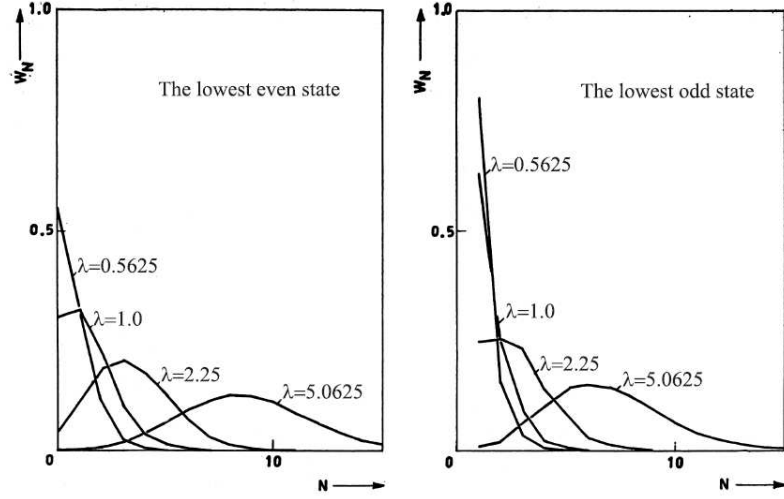 1.0
W_N
The lowest even state
0.5
λ=0.5625
λ=1.0
λ=2.25
λ=5.0625
0
10
N
1.0
W_N
The lowest odd state
0.5
λ=0.5625
λ=1.0
λ=2.25
λ=5.0625
0
10
N